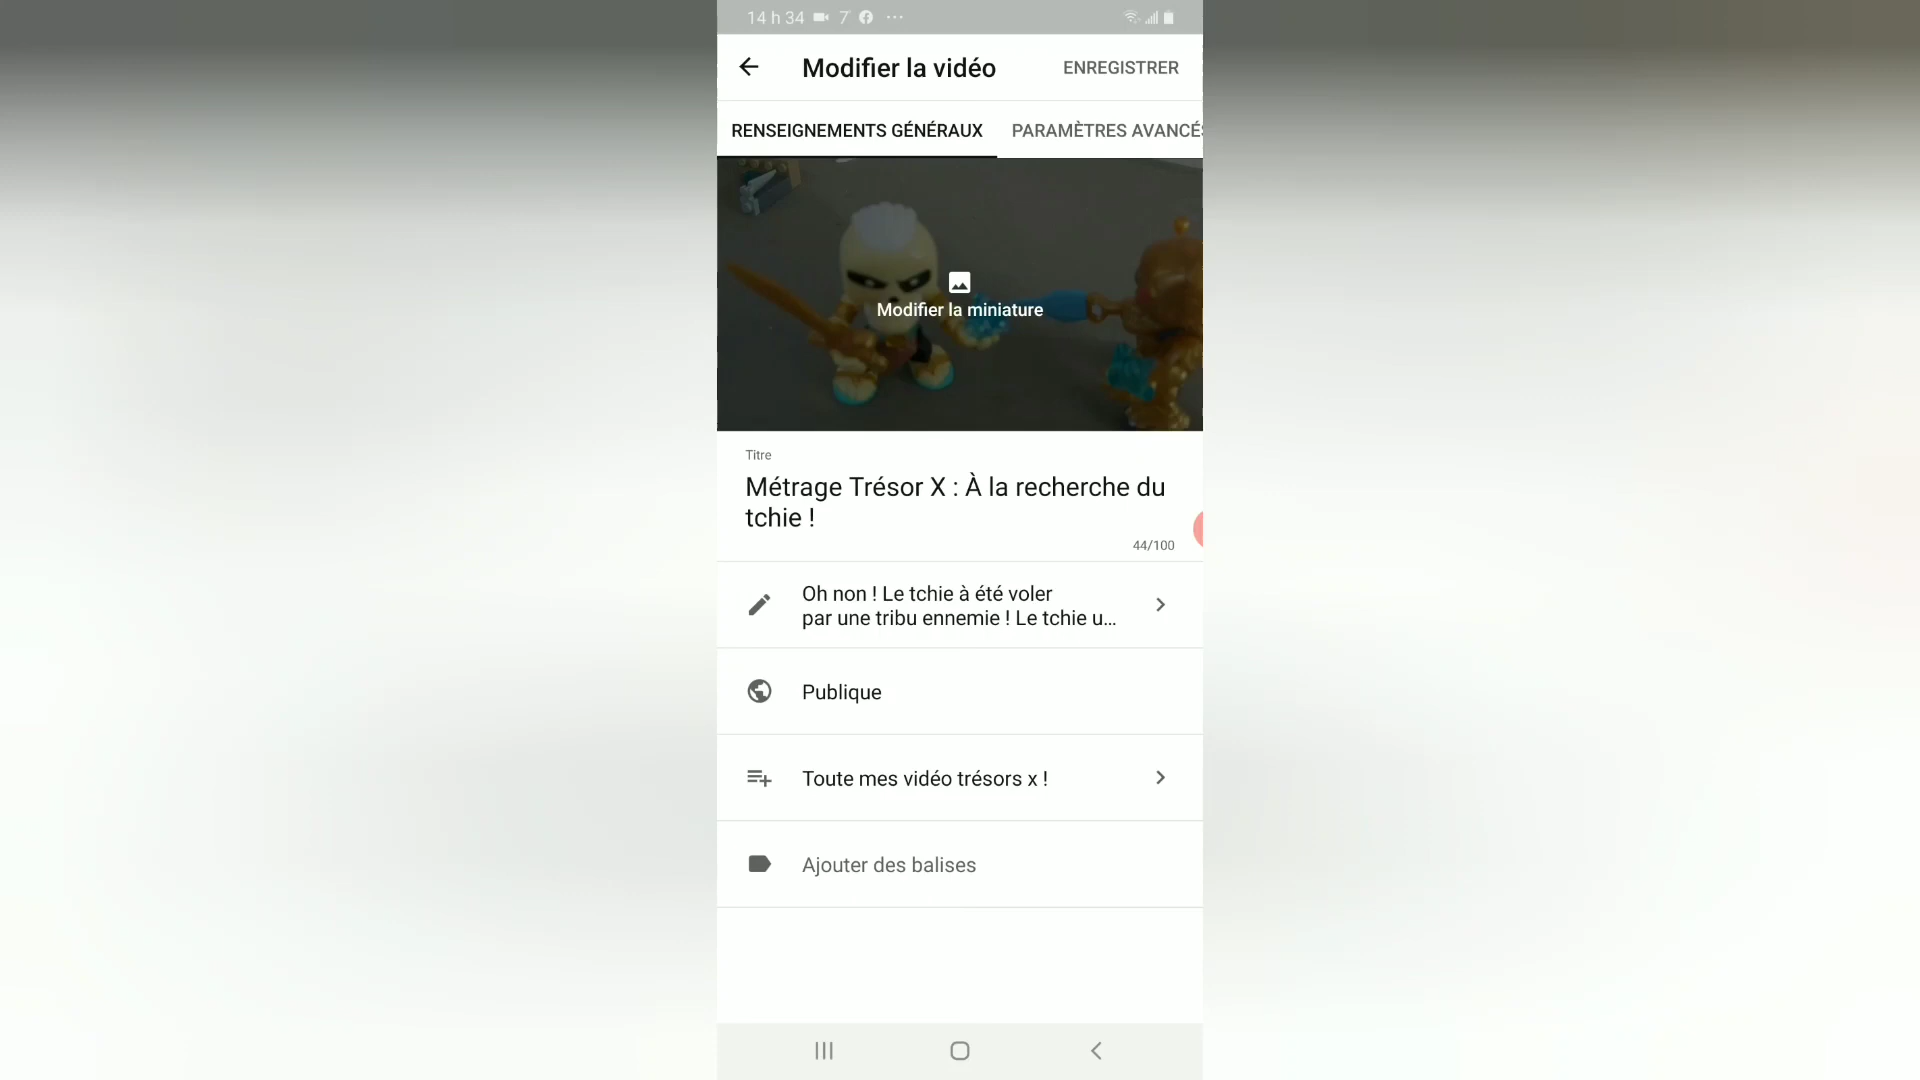 14 h 34
Modifier la vidéo
ENREGISTRER
RENSEIGNEMENTS GÉNÉRAUX
PARAMÈTRES AVANCÉS
Modifier la miniature
Titre
Métrage Trésor X : À la recherche du
tchie !
44/100
Oh non ! Le tchie à été voler
par une tribu ennemie ! Le tchie u...
Publique
Toute mes vidéo trésors x !
Ajouter des balises